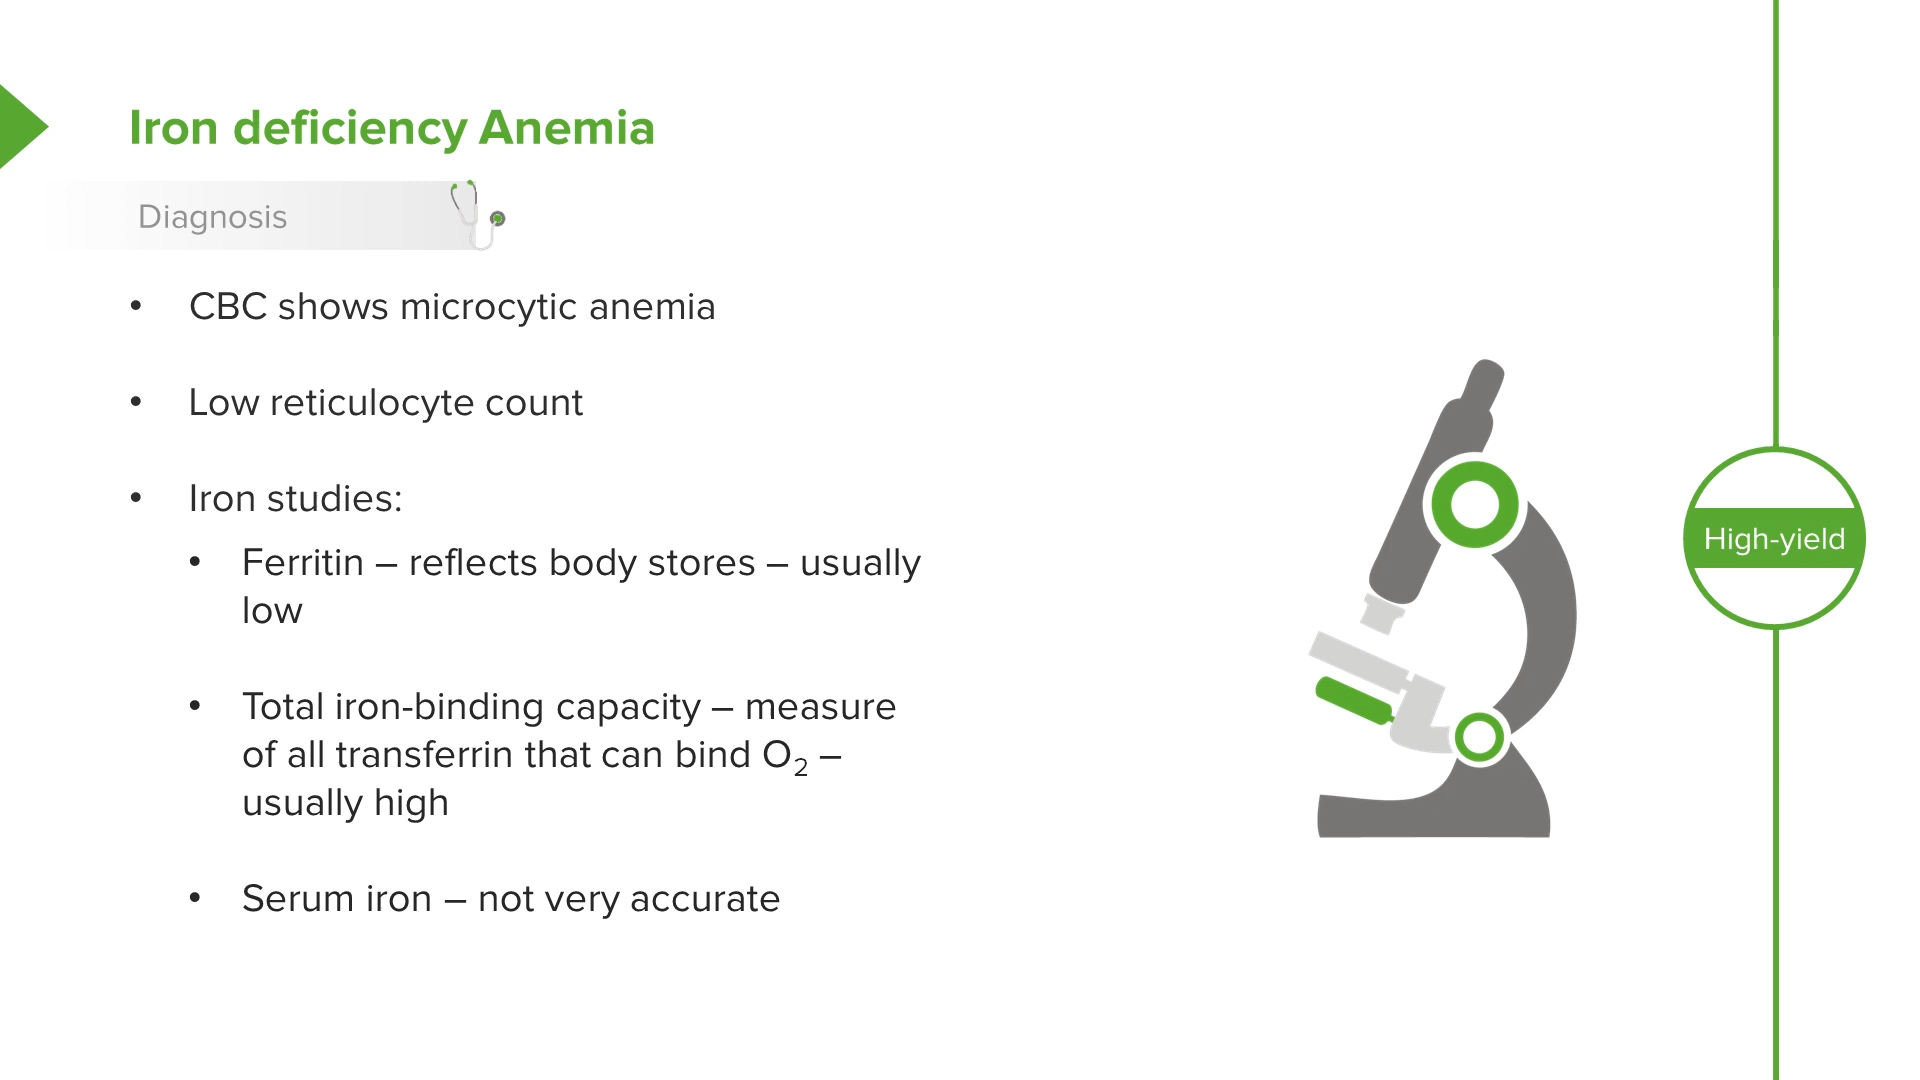 Iron deficiency Anemia
Diagnosis
• CBC shows microcytic anemia
• Low reticulocyte count
• Iron studies:
• Ferritin – reflects body stores – usually
low
• Total iron-binding capacity – measure
of all transferrin that can bind O₂ –
usually high
• Serum iron – not very accurate
High-yield